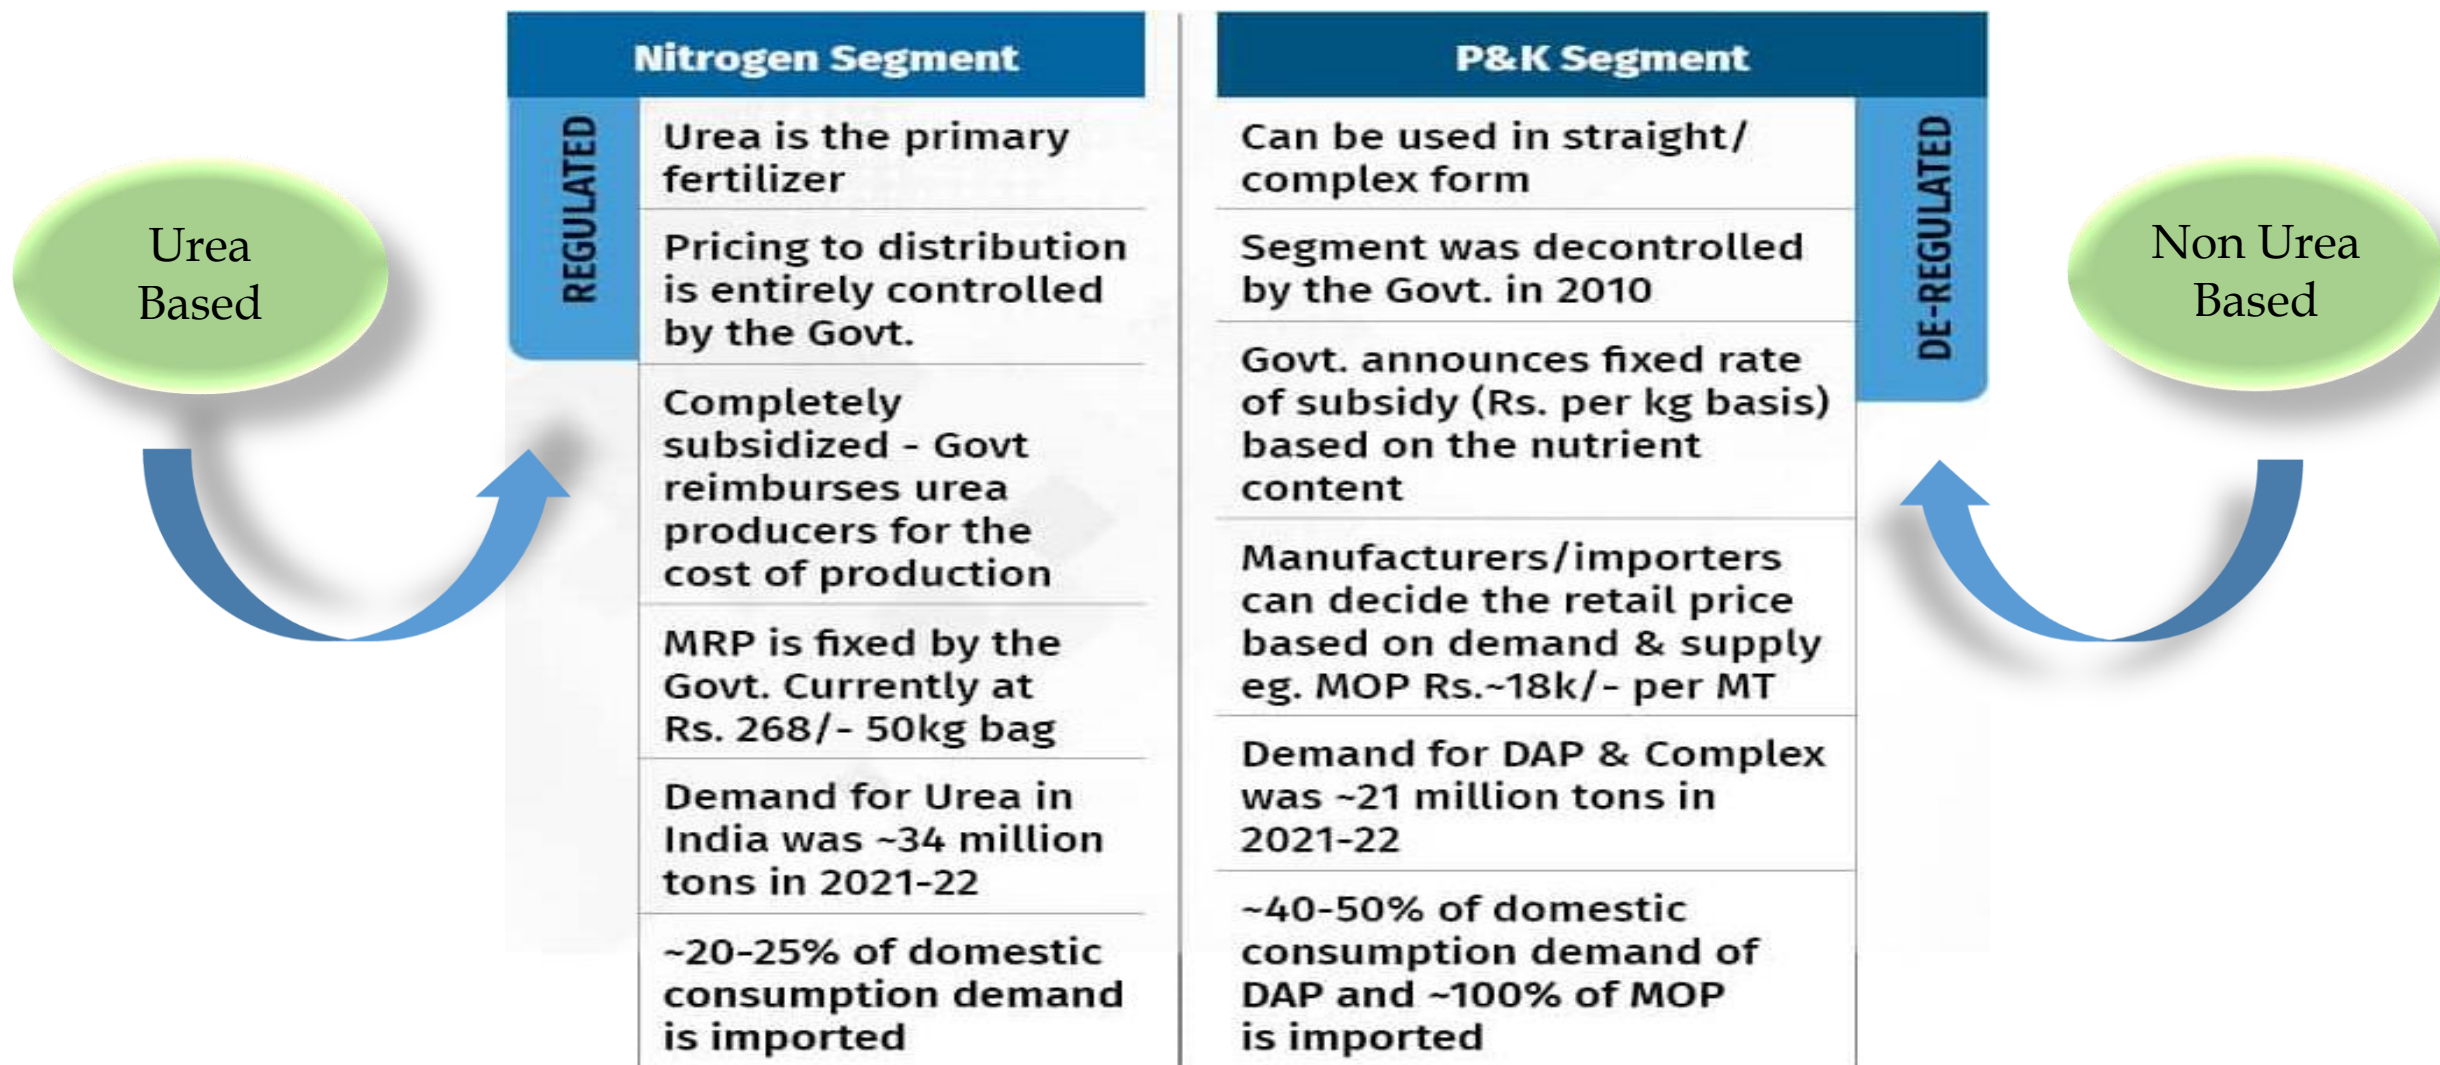 Urea
Based
Nitrogen Segment
REGULATED
Urea is the primary
fertilizer
Pricing to distribution
is entirely controlled
by the Govt.
Completely
subsidized - Govt
reimburses urea
producers for the
cost of production
MRP is fixed by the
Govt. Currently at
Rs. 268/- 50kg bag
Demand for Urea in
India was ~34 million
tons in 2021-22
~20-25% of domestic
consumption demand
is imported
P&K Segment
Can be used in straight/
complex form
Segment was decontrolled
by the Govt. in 2010
Govt. announces fixed rate
of subsidy (Rs. per kg basis)
based on the nutrient
content
Manufacturers/importers
can decide the retail price
based on demand & supply
eg. MOP Rs.~18k/- per MT
Demand for DAP & Complex
was ~21 million tons in
2021-22
~40-50% of domestic
consumption demand of
DAP and ~100% of MOP
is imported
DE-REGULATED
Non Urea
Based